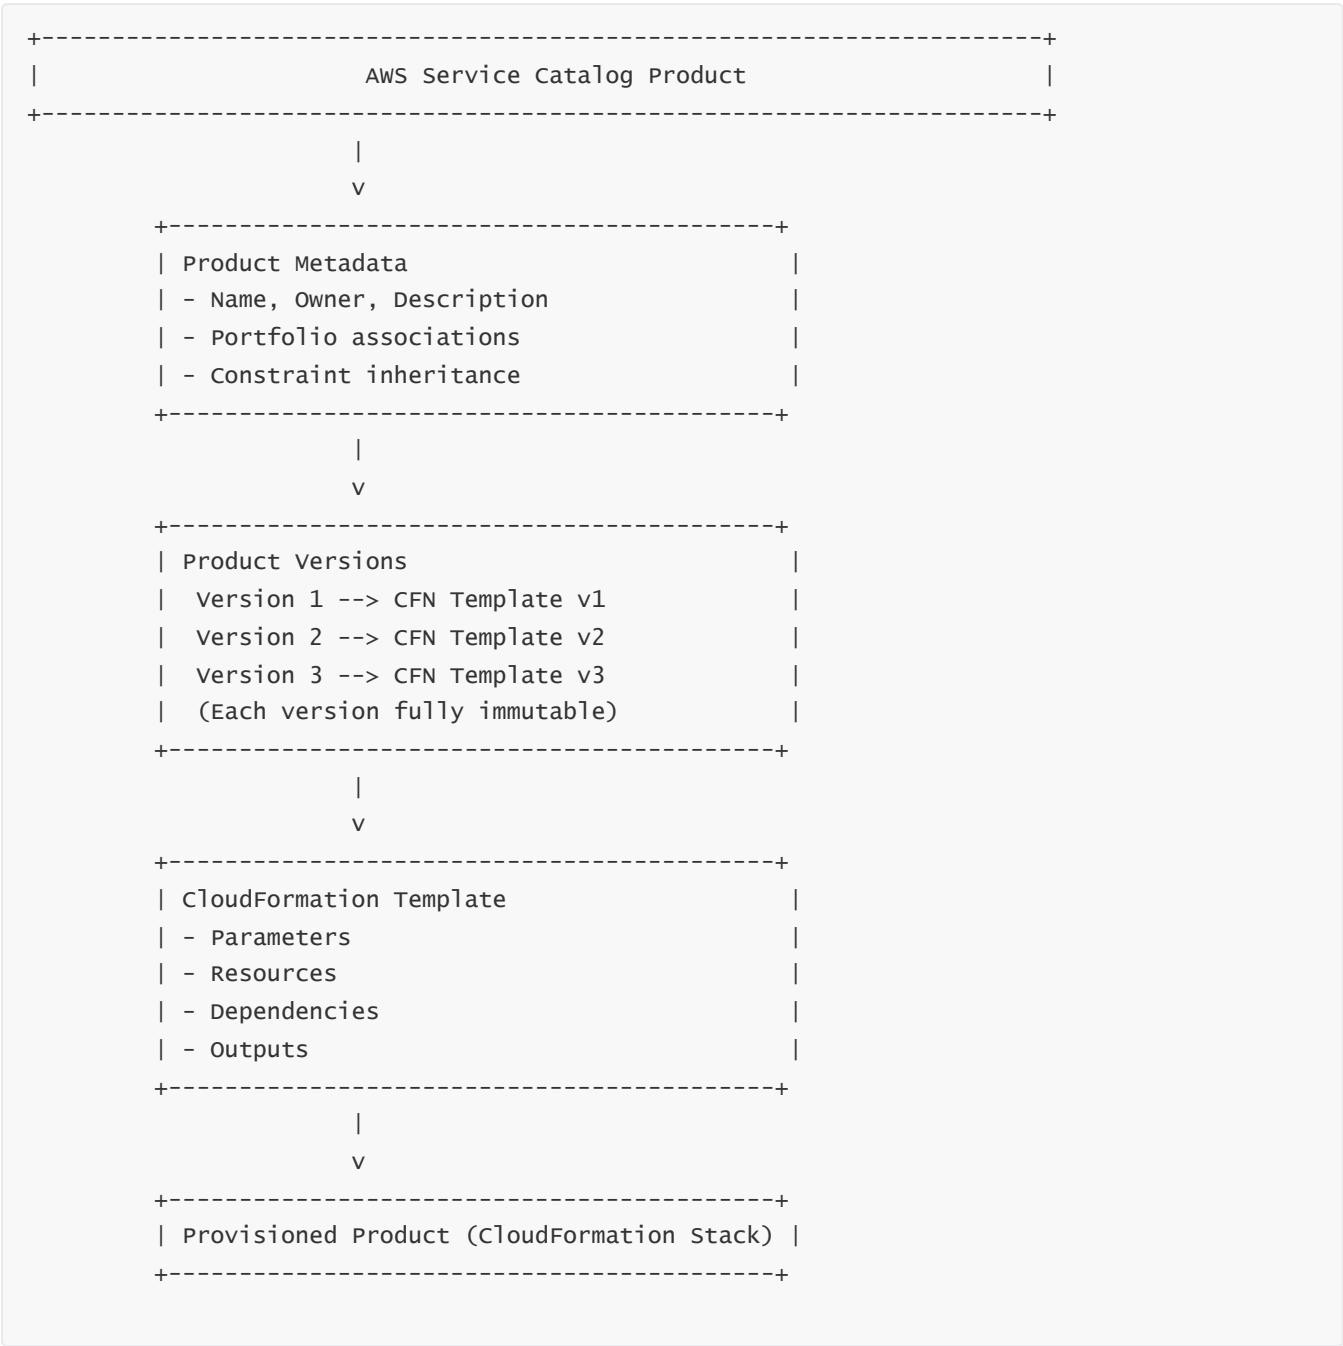 +-----------------------------------------------------------------------+
|                        AWS Service Catalog Product                     |
+-----------------------------------------------------------------------+
                        |
                        v
          +-------------------------------------------+
          | Product Metadata                           |
          | - Name, Owner, Description                 |
          | - Portfolio associations                   |
          | - Constraint inheritance                   |
          +-------------------------------------------+
                        |
                        v
          +-------------------------------------------+
          | Product Versions                           |
          |  Version 1 --> CFN Template v1             |
          |  Version 2 --> CFN Template v2             |
          |  Version 3 --> CFN Template v3             |
          |  (Each version fully immutable)            |
          +-------------------------------------------+
                        |
                        v
          +-------------------------------------------+
          | CloudFormation Template                    |
          | - Parameters                               |
          | - Resources                                |
          | - Dependencies                             |
          | - Outputs                                  |
          +-------------------------------------------+
                        |
                        v
          +-------------------------------------------+
          | Provisioned Product (CloudFormation Stack) |
          +-------------------------------------------+